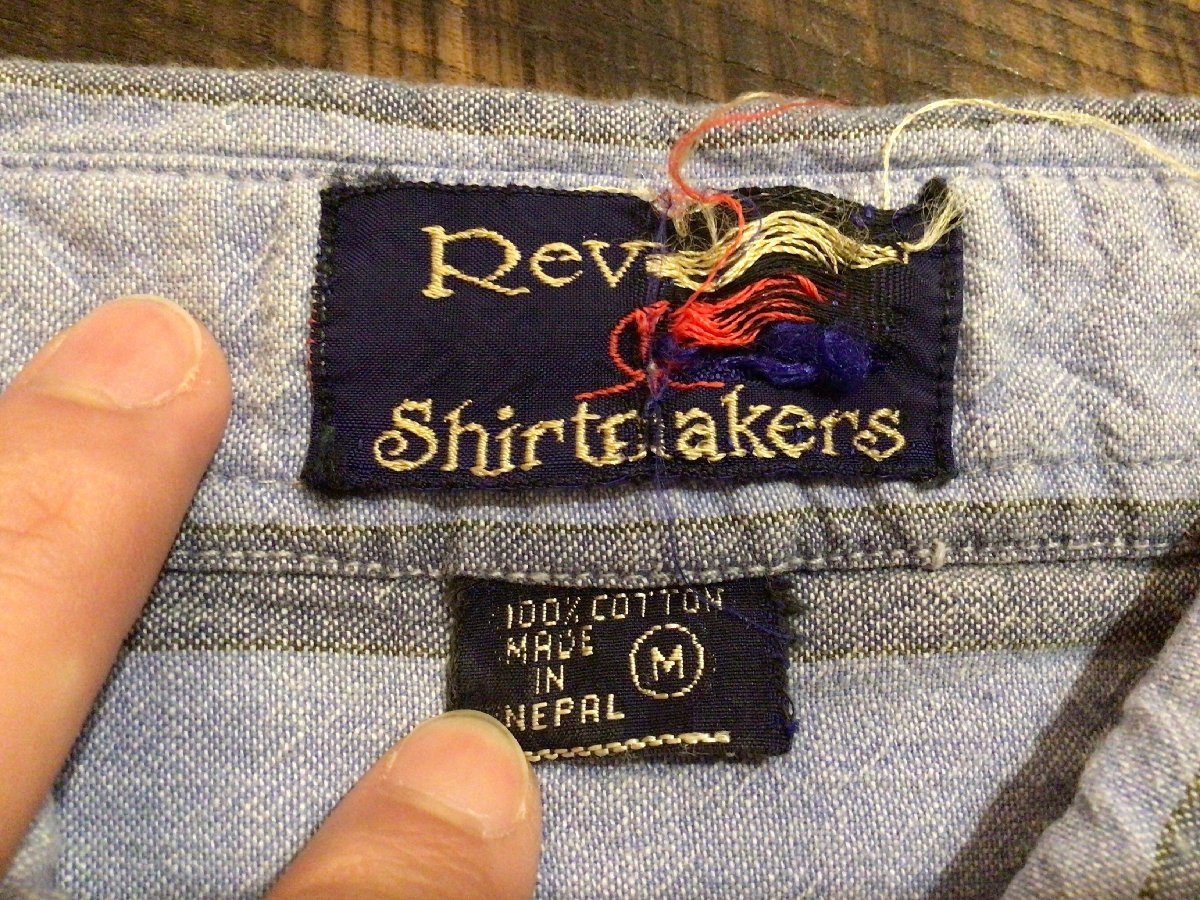 Rev
Shirtmakers
100% COTTON
MADE
IN
NEPAL
M